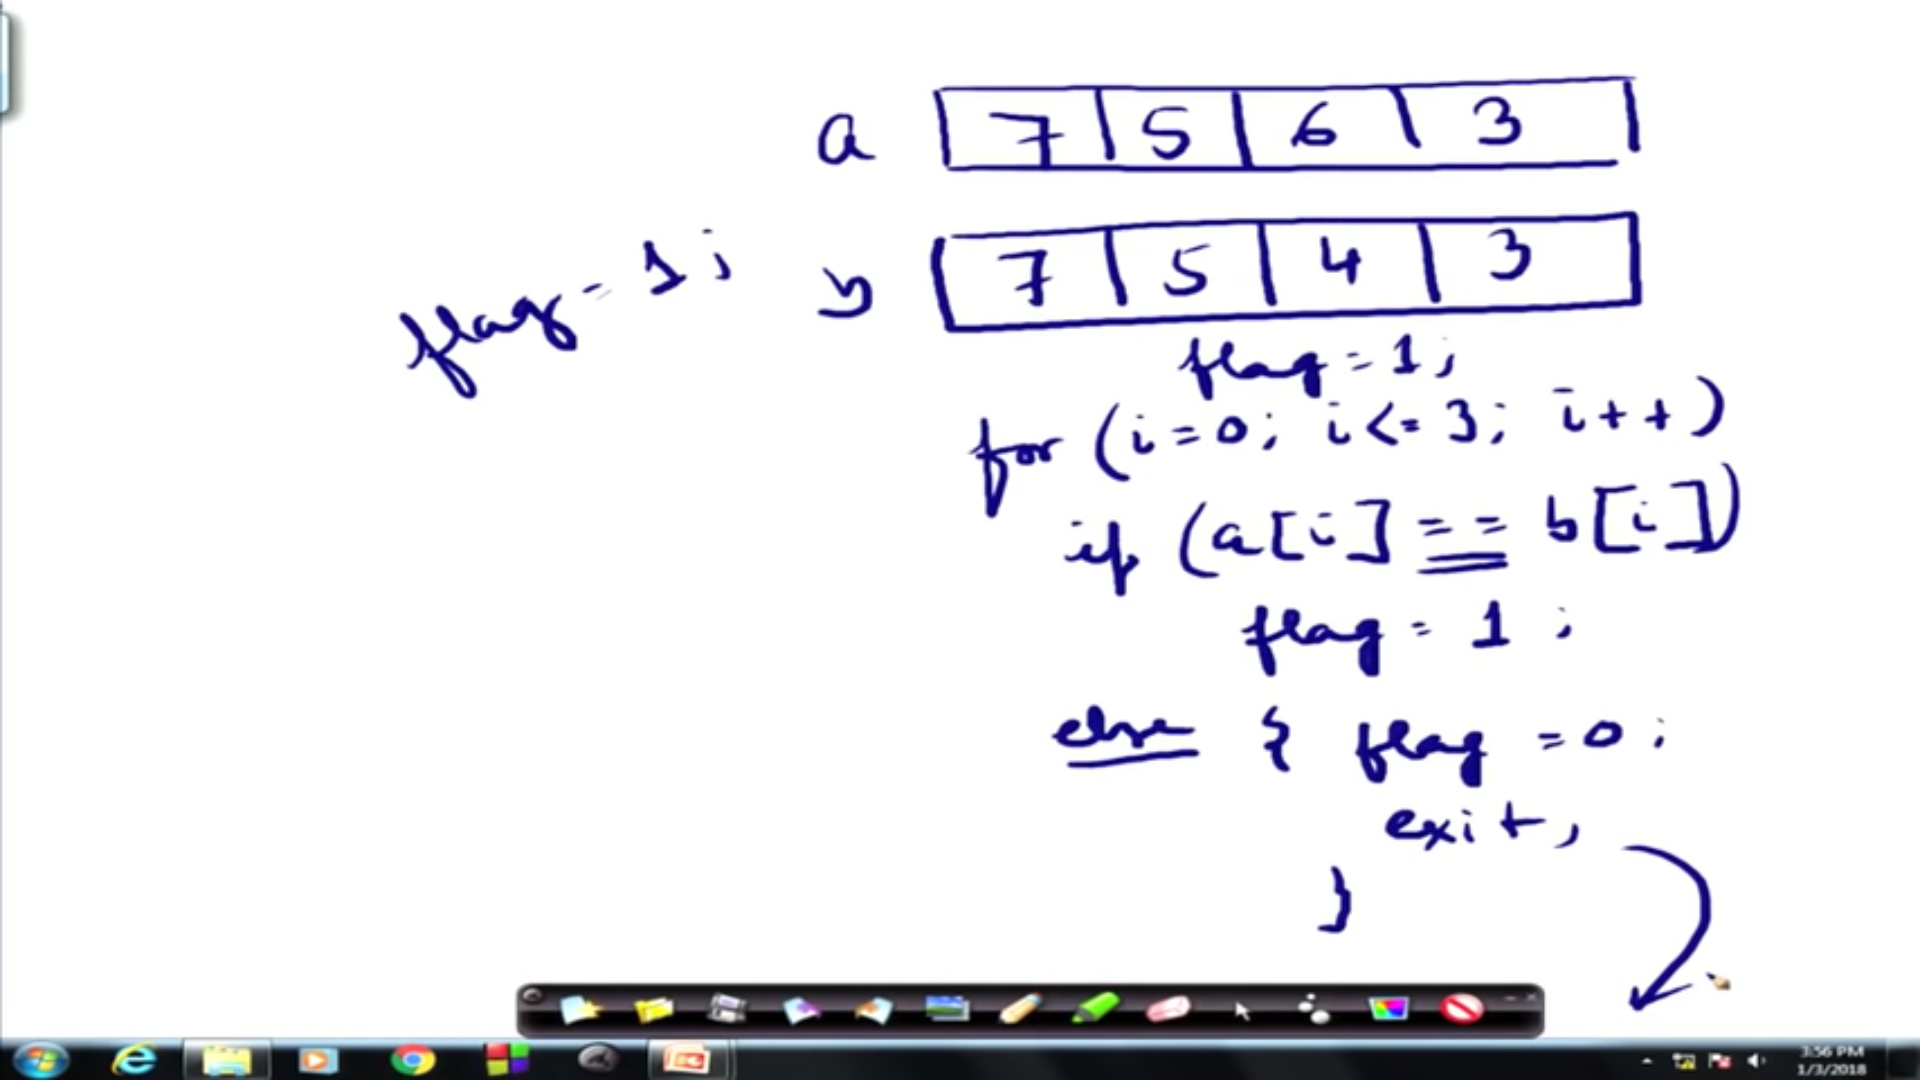 a 7 5 6 3
flag = 1;
b 7 5 4 3
flag = 1;
for (i = 0; i <= 3; i++)
if (a[i] == b[i])
flag = 1;
else { flag = 0;
exit;
}
3:56 PM
1/3/2018